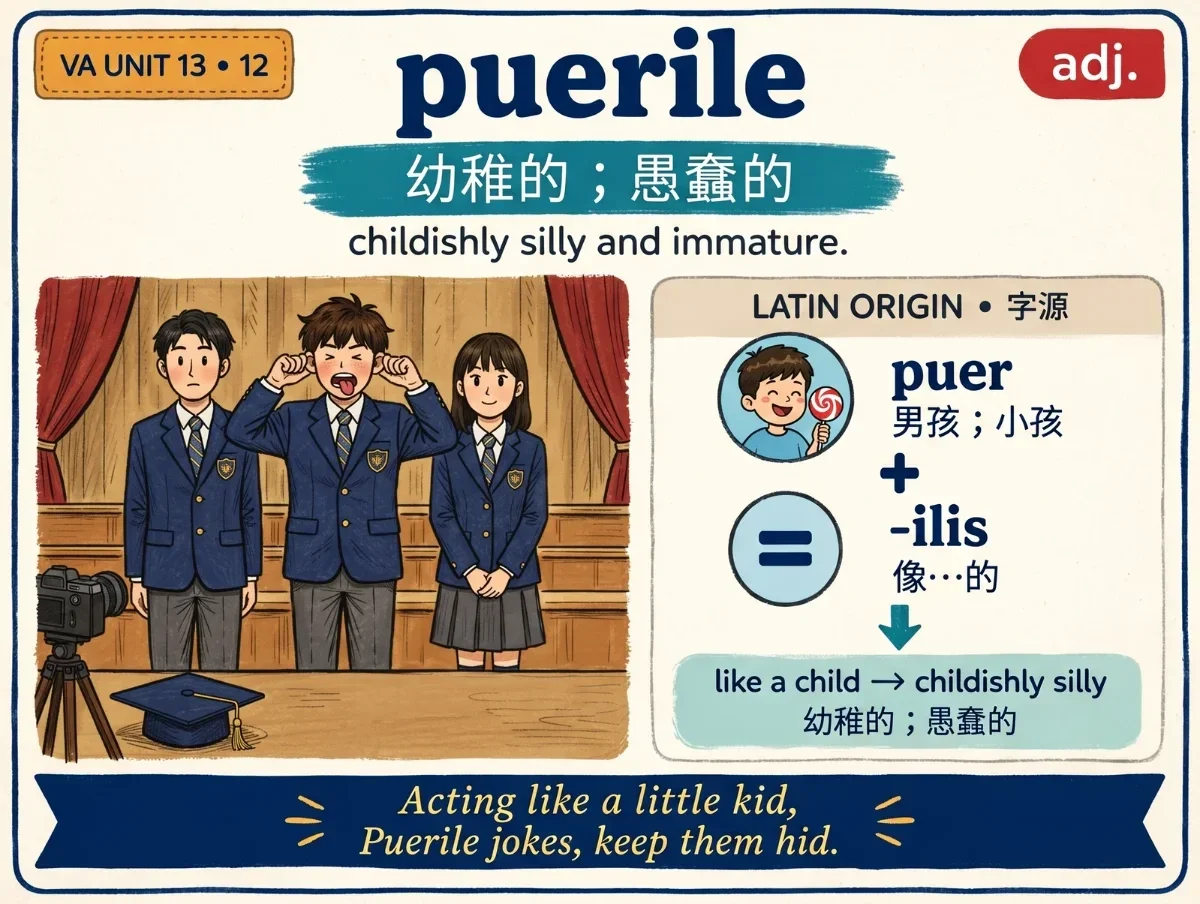 VA UNIT 13 • 12
puerile
adj.
幼稚的；愚蠢的
childishly silly and immature.
LATIN ORIGIN • 字源
puer
男孩；小孩
+
-ilis
=
像…的
like a child → childishly silly
幼稚的；愚蠢的
Acting like a little kid,
Puerile jokes, keep them hid.